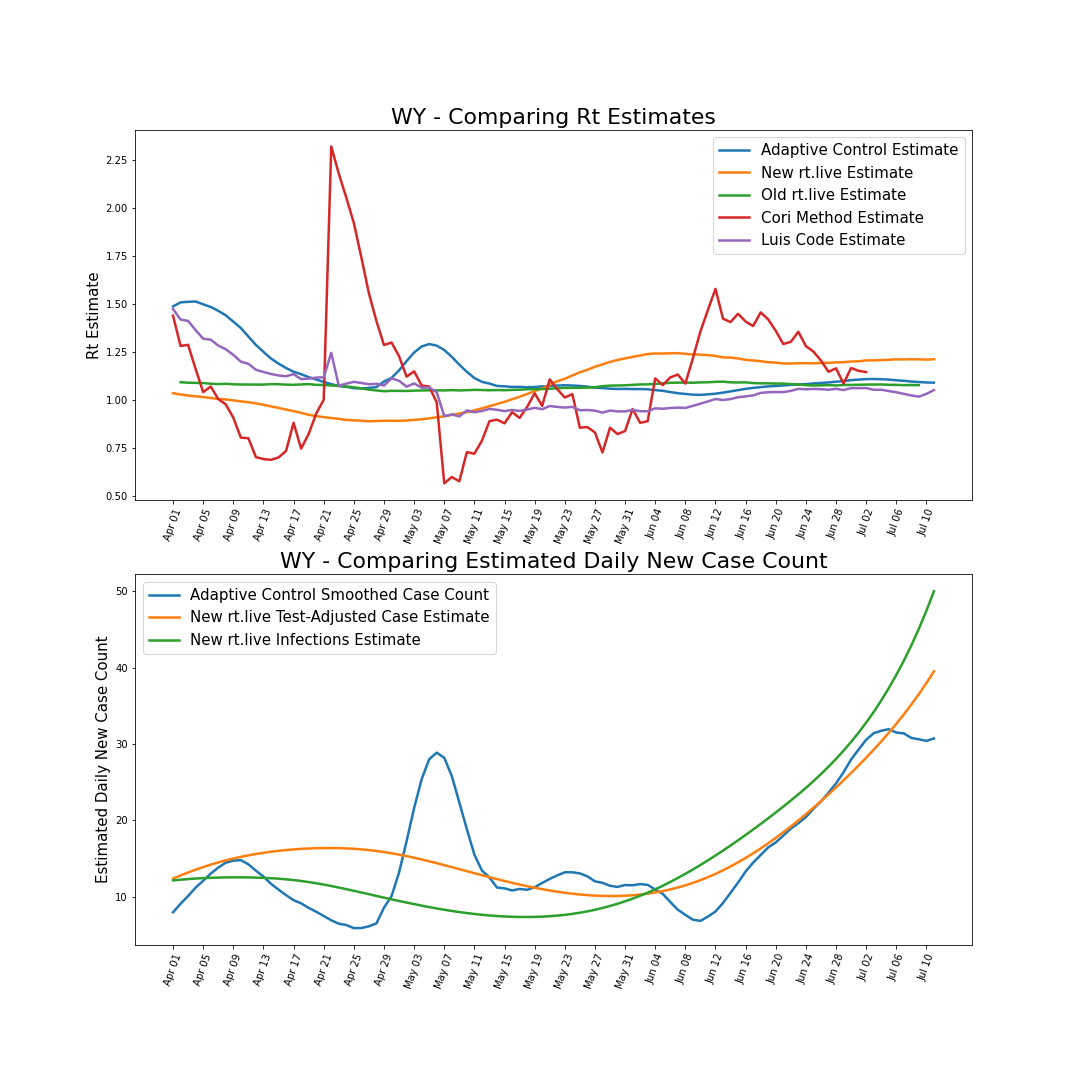 WY - Comparing Rt Estimates
Rt Estimate
2.25
2.00
1.75
1.50
1.25
1.00
0.75
0.50
Adaptive Control Estimate
New rt.live Estimate
Old rt.live Estimate
Cori Method Estimate
Luis Code Estimate
Apr 01
Apr 05
Apr 09
Apr 13
Apr 17
Apr 21
Apr 25
Apr 29
May 03
May 07
May 11
May 15
May 19
May 23
May 27
May 31
Jun 04
Jun 08
Jun 12
Jun 16
Jun 20
Jun 24
Jun 28
Jul 02
Jul 06
Jul 10
WY - Comparing Estimated Daily New Case Count
Estimated Daily New Case Count
50
40
30
20
10
Adaptive Control Smoothed Case Count
New rt.live Test-Adjusted Case Estimate
New rt.live Infections Estimate
Apr 01
Apr 05
Apr 09
Apr 13
Apr 17
Apr 21
Apr 25
Apr 29
May 03
May 07
May 11
May 15
May 19
May 23
May 27
May 31
Jun 04
Jun 08
Jun 12
Jun 16
Jun 20
Jun 24
Jun 28
Jul 02
Jul 06
Jul 10